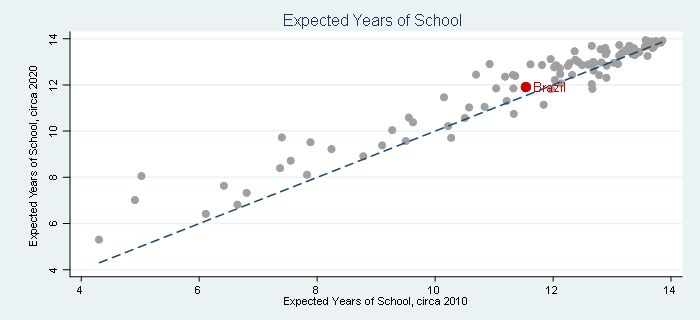 Expected Years of School
Expected Years of School, circa 2020
14
12
10
8
6
4
Brazil
4 6 8 10 12 14
Expected Years of School, circa 2010